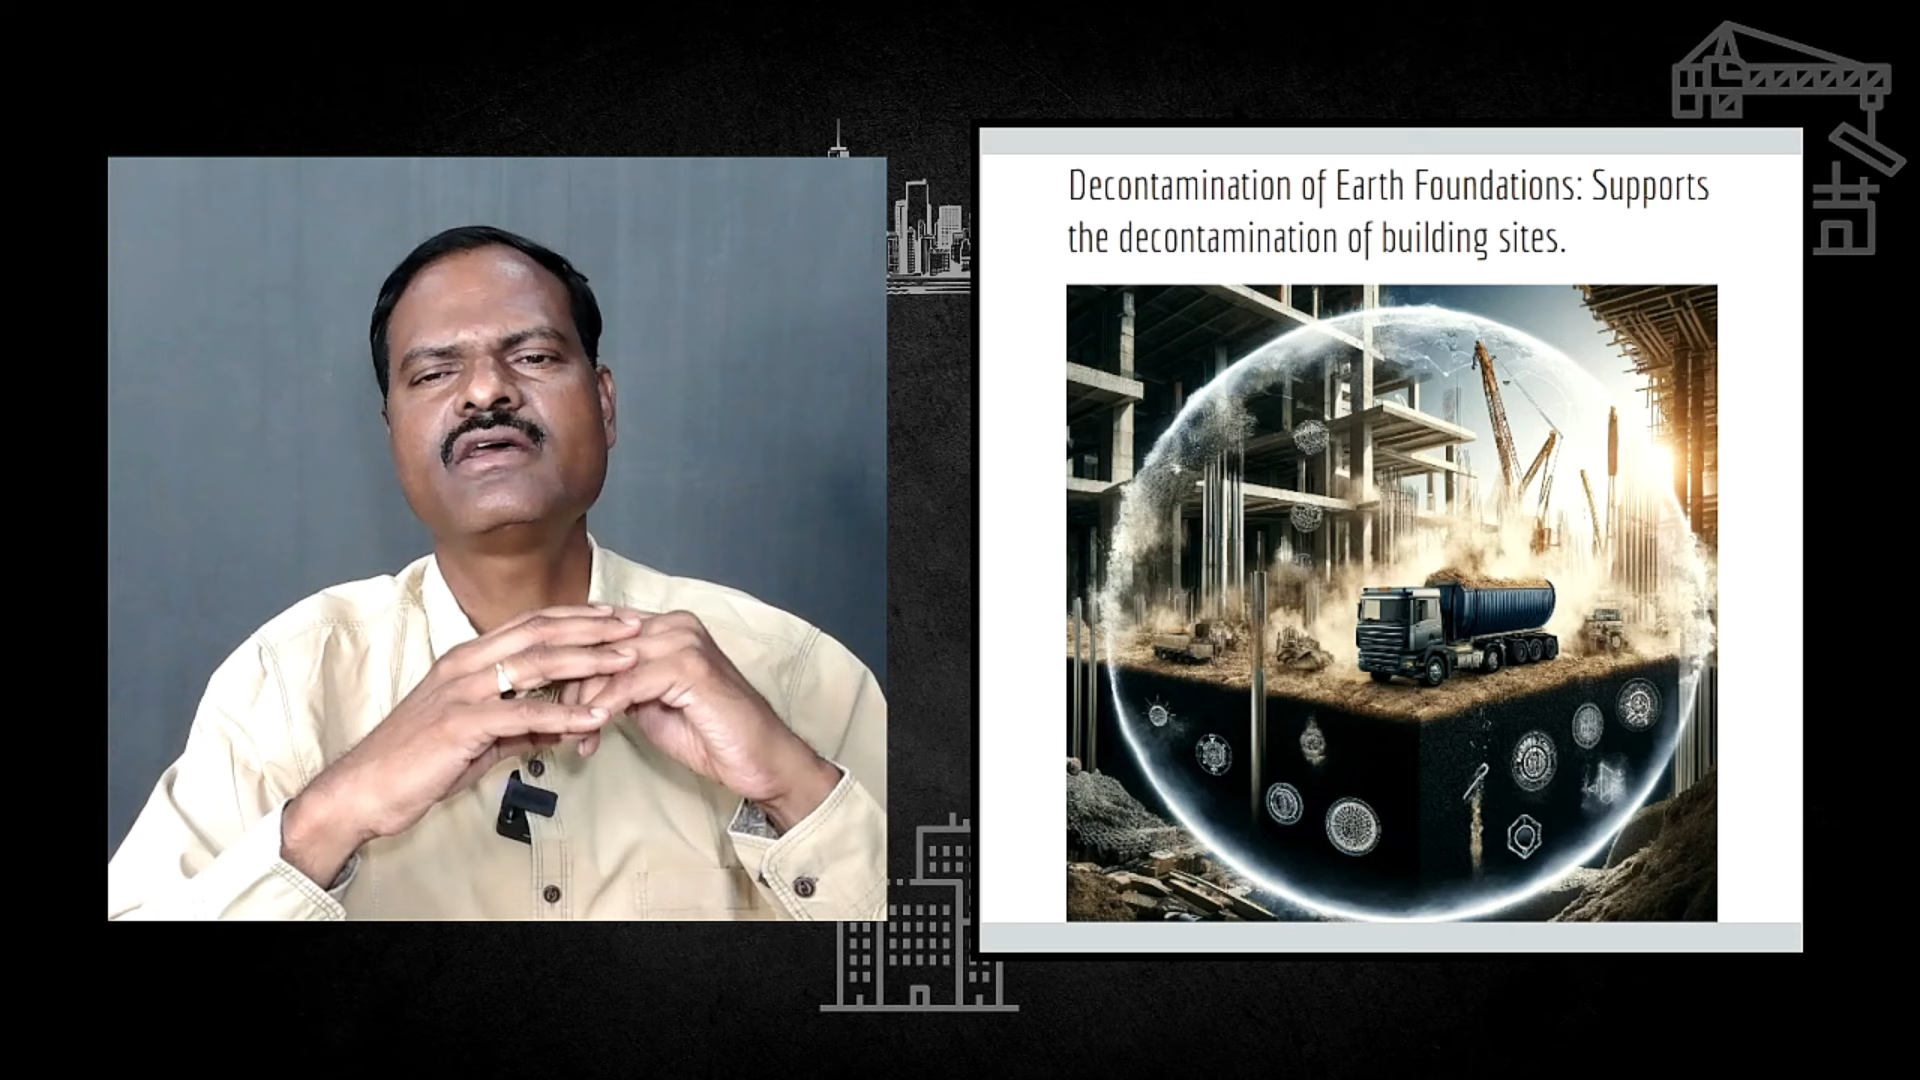 Decontamination of Earth Foundations: Supports
the decontamination of building sites.